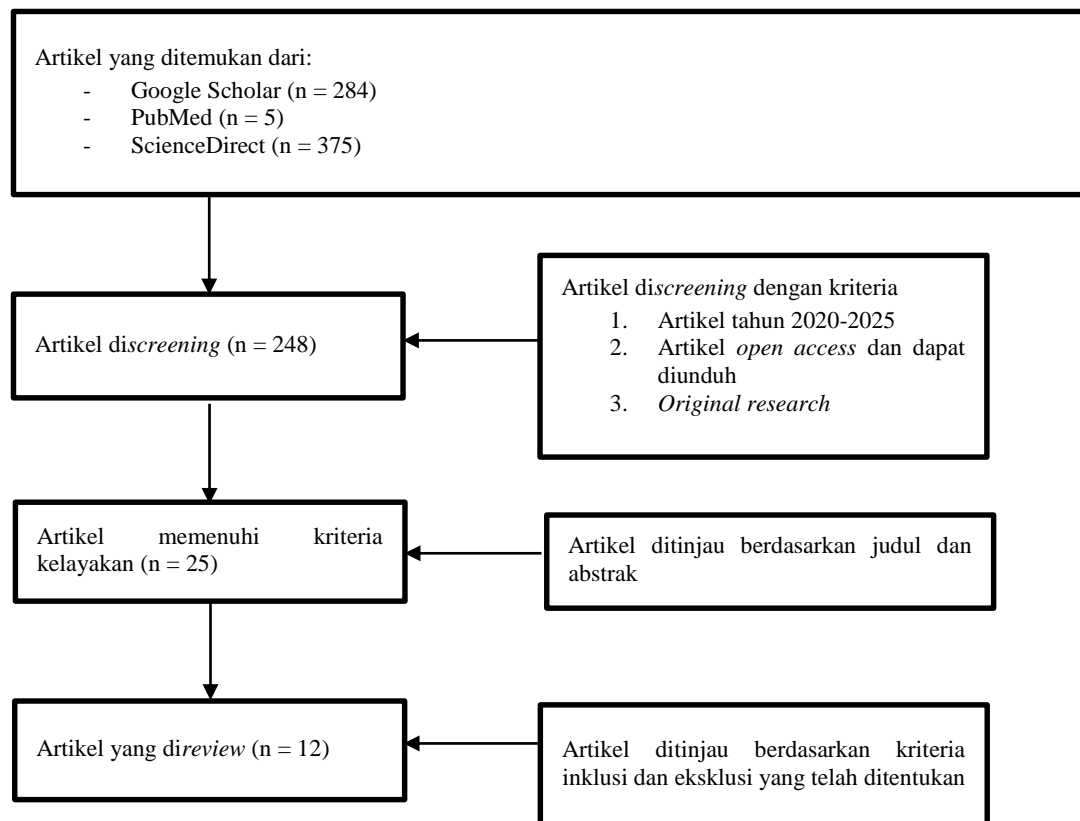 Artikel yang ditemukan dari:
- Google Scholar (n = 284)
- PubMed (n = 5)
- ScienceDirect (n = 375)
Artikel discreening dengan kriteria
1. Artikel tahun 2020-2025
2. Artikel open access dan dapat
diunduh
3. Original research
Artikel discreening (n = 248)
Artikel memenuhi kriteria
kelayakan (n = 25)
Artikel ditinjau berdasarkan judul dan
abstrak
Artikel yang direview (n = 12)
Artikel ditinjau berdasarkan kriteria
inklusi dan eksklusi yang telah ditentukan